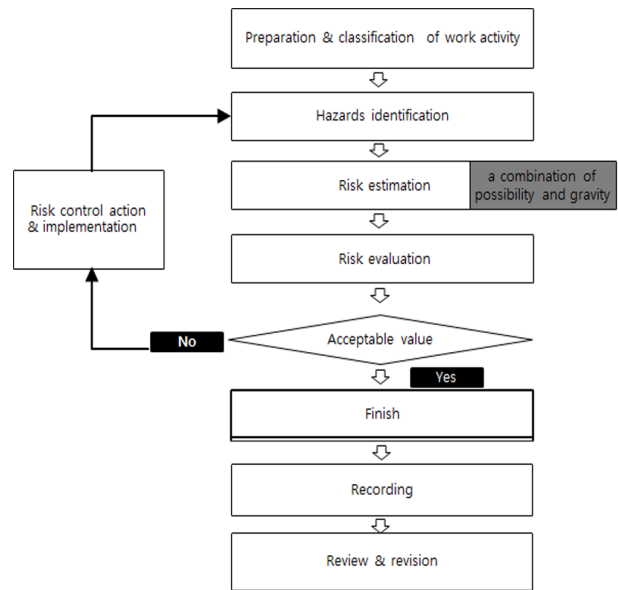 Preparation & classification of work activity
Hazards identification
Risk estimation
a combination of
possibility and gravity
Risk control action
& implementation
Risk evaluation
No
Acceptable value
Yes
Finish
Recording
Review & revision